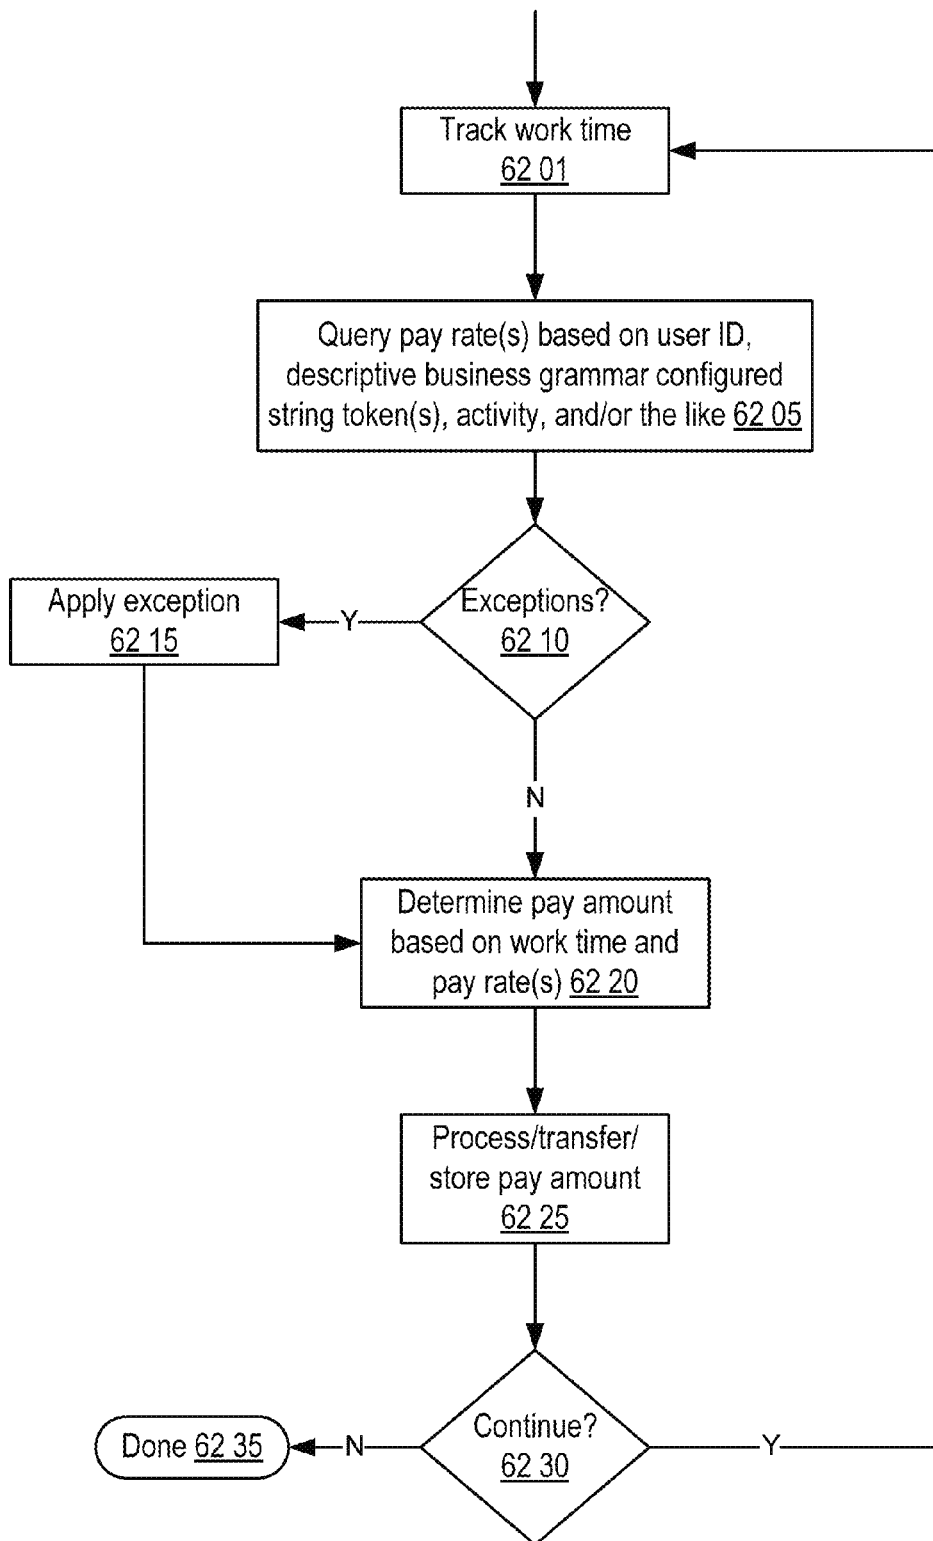 Track work time
62 01
Query pay rate(s) based on user ID,
descriptive business grammar configured
string token(s), activity, and/or the like 62 05
Exceptions?
62 10
Y
Apply exception
62 15
N
Determine pay amount
based on work time and
pay rate(s) 62 20
Process/transfer/
store pay amount
62 25
Continue?
62 30
N
Done 62 35
Y